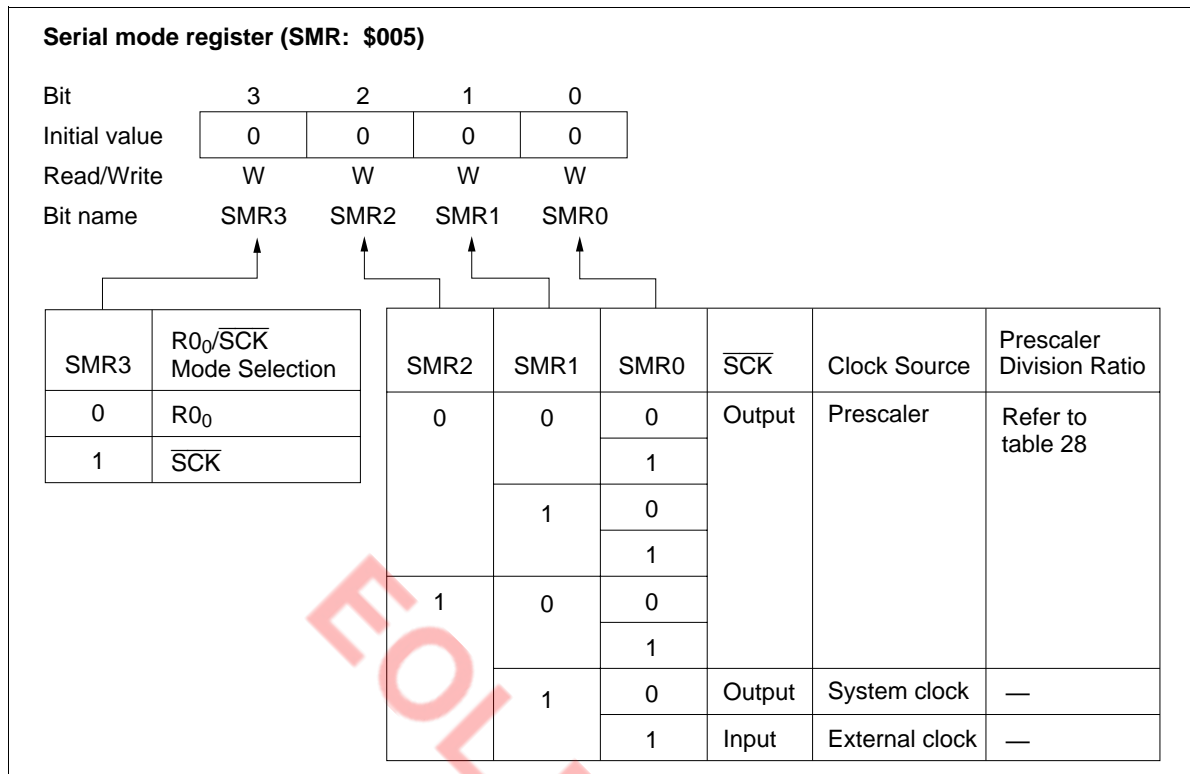 Serial mode register (SMR: $005)
Bit 3 2 1 0
Initial value 0 0 0 0
Read/Write W W W W
Bit name SMR3 SMR2 SMR1 SMR0
SMR3 R0₀/S̅C̅K̅ Mode Selection
0 R0₀
1 S̅C̅K̅
SMR2 SMR1 SMR0 S̅C̅K̅ Clock Source Prescaler Division Ratio
0 0 0 Output Prescaler Refer to table 28
1
1 0
1
1 0 0
1
1 0 Output System clock —
1 Input External clock —
EOL